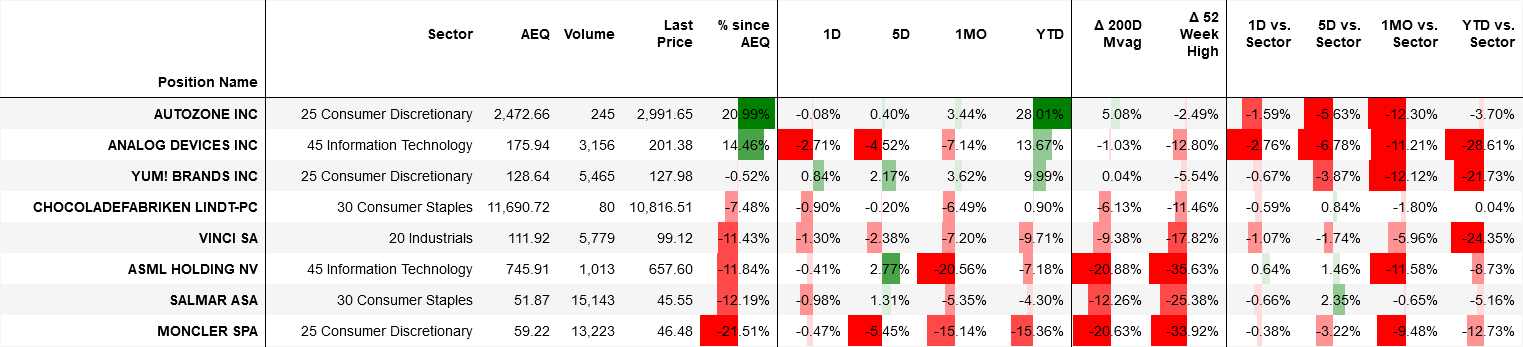 Position Name Sector AEQ Volume Last Price % since AEQ 1D 5D 1MO YTD Δ 200D Mvag Δ 52 Week High 1D vs. Sector 5D vs. Sector 1MO vs. Sector YTD vs. Sector
AUTOZONE INC 25 Consumer Discretionary 2,472.66 245 2,991.65 20.99% -0.08% 0.40% 3.44% 28.01% 5.08% -2.49% -1.59% -5.63% -12.30% -3.70%
ANALOG DEVICES INC 45 Information Technology 175.94 3,156 201.38 14.46% -2.71% -4.52% -7.14% 13.67% -1.03% -12.80% -2.76% -6.78% -11.21% -28.61%
YUM! BRANDS INC 25 Consumer Discretionary 128.64 5,465 127.98 -0.52% 0.84% 2.17% 3.62% 9.99% 0.04% -5.54% -0.67% -3.87% -12.12% -21.73%
CHOCOLADEFABRIKEN LINDT-PC 30 Consumer Staples 11,690.72 80 10,816.51 -7.48% -0.90% -0.20% -6.49% 0.90% -6.13% -11.46% -0.59% 0.84% -1.80% 0.04%
VINCI SA 20 Industrials 111.92 5,779 99.12 -11.43% -1.30% -2.38% -7.20% -9.71% -9.38% -17.82% -1.07% -1.74% -5.96% -24.35%
ASML HOLDING NV 45 Information Technology 745.91 1,013 657.60 -11.84% -0.41% 2.77% -20.56% -7.18% -20.88% -35.63% 0.64% 1.46% -11.58% -8.73%
SALMAR ASA 30 Consumer Staples 51.87 15,143 45.55 -12.19% -0.98% 1.31% -5.35% -4.30% -12.26% -25.38% -0.66% 2.35% -0.65% -5.16%
MONCLER SPA 25 Consumer Discretionary 59.22 13,223 46.48 -21.51% -0.47% -5.45% -15.14% -15.36% -20.63% -33.92% -0.38% -3.22% -9.48% -12.73%